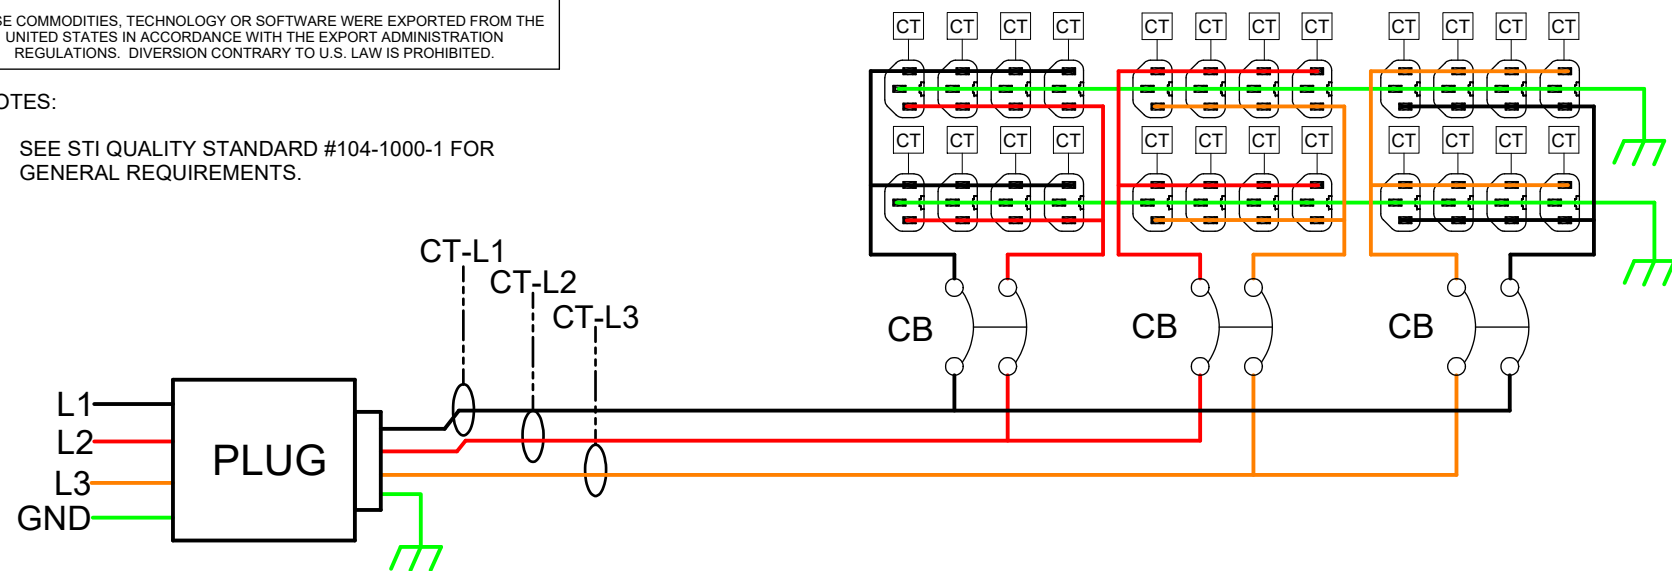 COMMODITIES, TECHNOLOGY OR SOFTWARE WERE EXPORTED FROM THE
UNITED STATES IN ACCORDANCE WITH THE EXPORT ADMINISTRATION
REGULATIONS. DIVERSION CONTRARY TO U.S. LAW IS PROHIBITED.
OTES:
SEE STI QUALITY STANDARD #104-1000-1 FOR
GENERAL REQUIREMENTS.
CT CT CT CT CT CT CT CT CT CT CT CT
CT CT CT CT CT CT CT CT CT CT CT CT
CT-L1
CT-L2
CT-L3
CB CB CB
L1
L2
L3
GND
PLUG